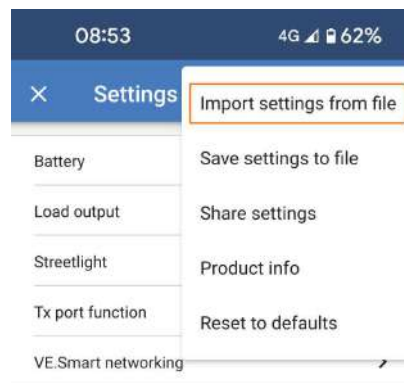 08:53 4G 62%
× Settings
Import settings from file
Save settings to file
Share settings
Product info
Reset to defaults
Battery
Load output
Streetlight
Tx port function
VE.Smart networking